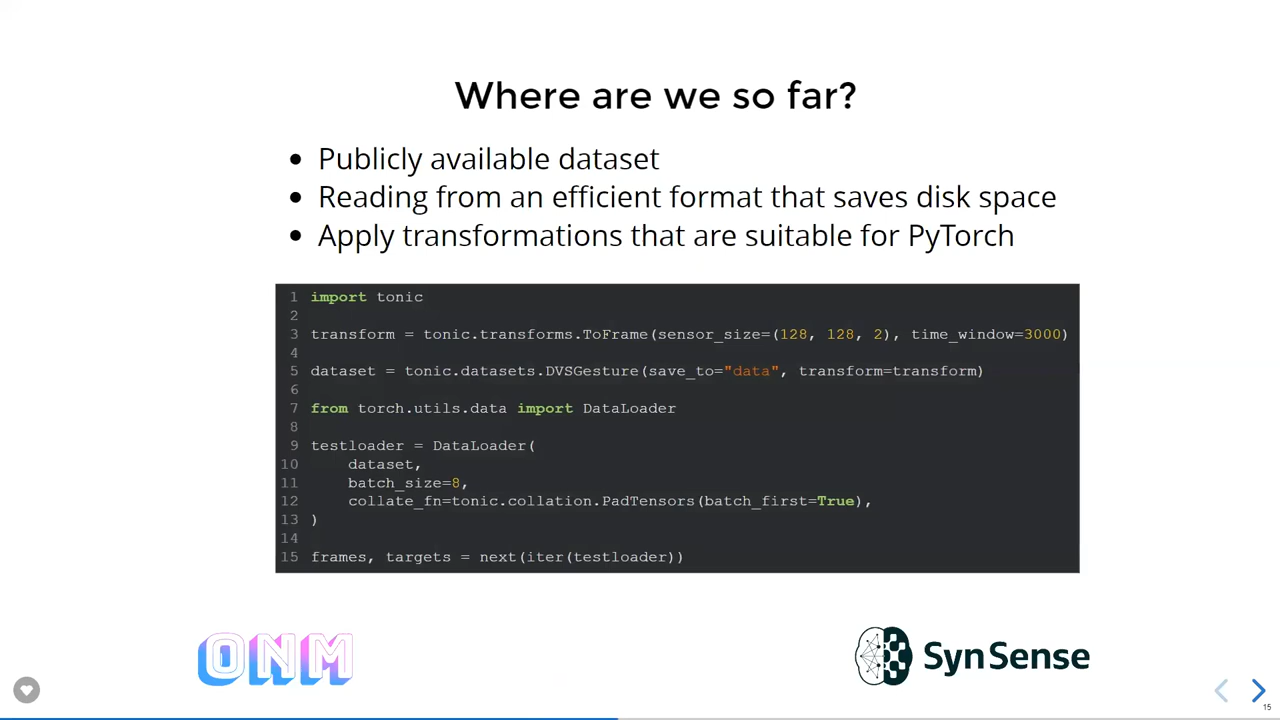 Where are we so far?
• Publicly available dataset
• Reading from an efficient format that saves disk space
• Apply transformations that are suitable for PyTorch
1 import tonic
2
3 transform = tonic.transforms.ToFrame(sensor_size=(128, 128, 2), time_window=3000)
4
5 dataset = tonic.datasets.DVSGesture(save_to="data", transform=transform)
6
7 from torch.utils.data import DataLoader
8
9 testloader = DataLoader(
10     dataset,
11     batch_size=8,
12     collate_fn=tonic.collation.PadTensors(batch_first=True),
13 )
14
15 frames, targets = next(iter(testloader))
ONM
SynSense
15